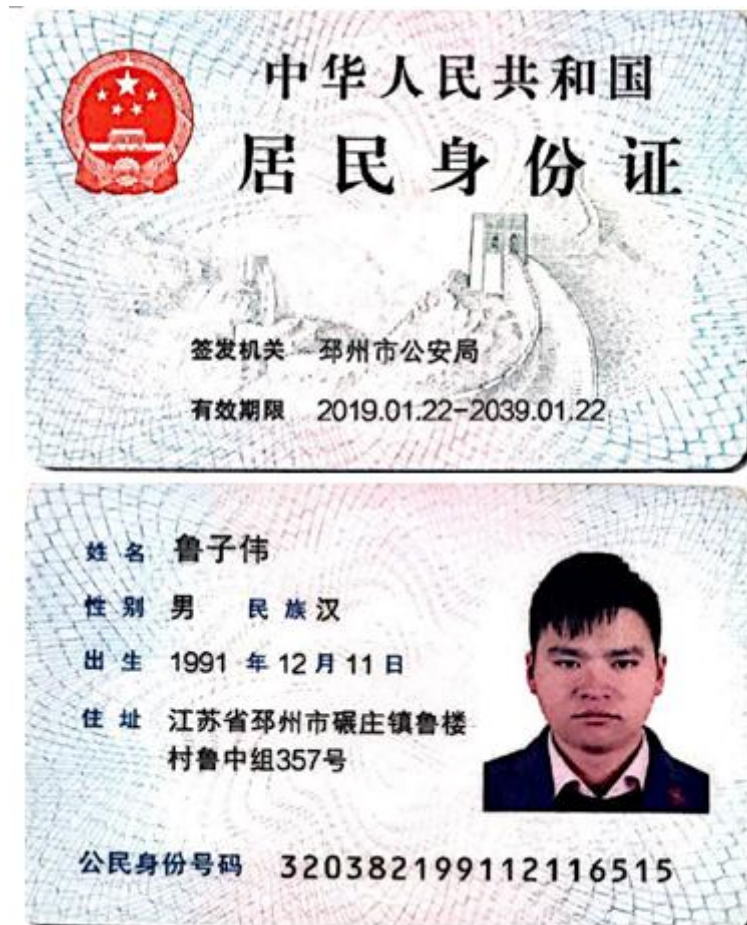 中华人民共和国
居民身份证
签发机关 邳州市公安局
有效期限 2019.01.22-2039.01.22
姓名 鲁子伟
性别 男 民族 汉
出生 1991 年 12 月 11 日
住址 江苏省邳州市碾庄镇鲁楼
村鲁中组357号
公民身份号码 320382199112116515